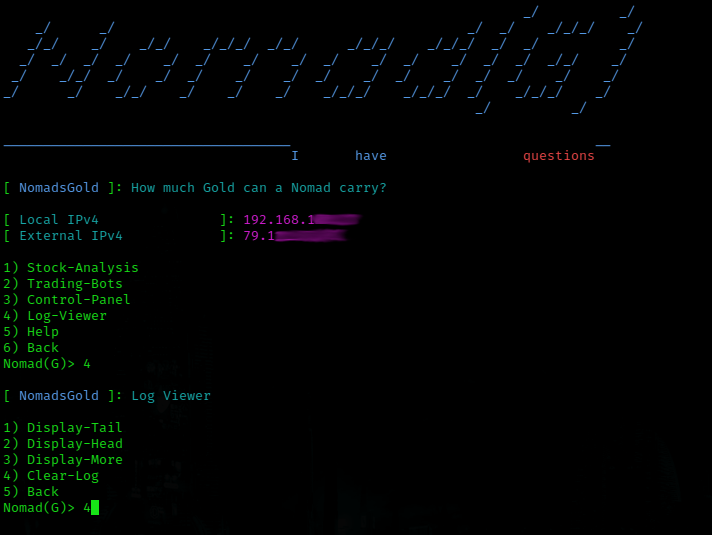 Nomad(G)
I have questions
[ NomadsGold ]: How much Gold can a Nomad carry?
[ Local IPv4 ]: 192.168.1
[ External IPv4 ]: 79.1
1) Stock-Analysis
2) Trading-Bots
3) Control-Panel
4) Log-Viewer
5) Help
6) Back
Nomad(G)> 4
[ NomadsGold ]: Log Viewer
1) Display-Tail
2) Display-Head
3) Display-More
4) Clear-Log
5) Back
Nomad(G)> 4